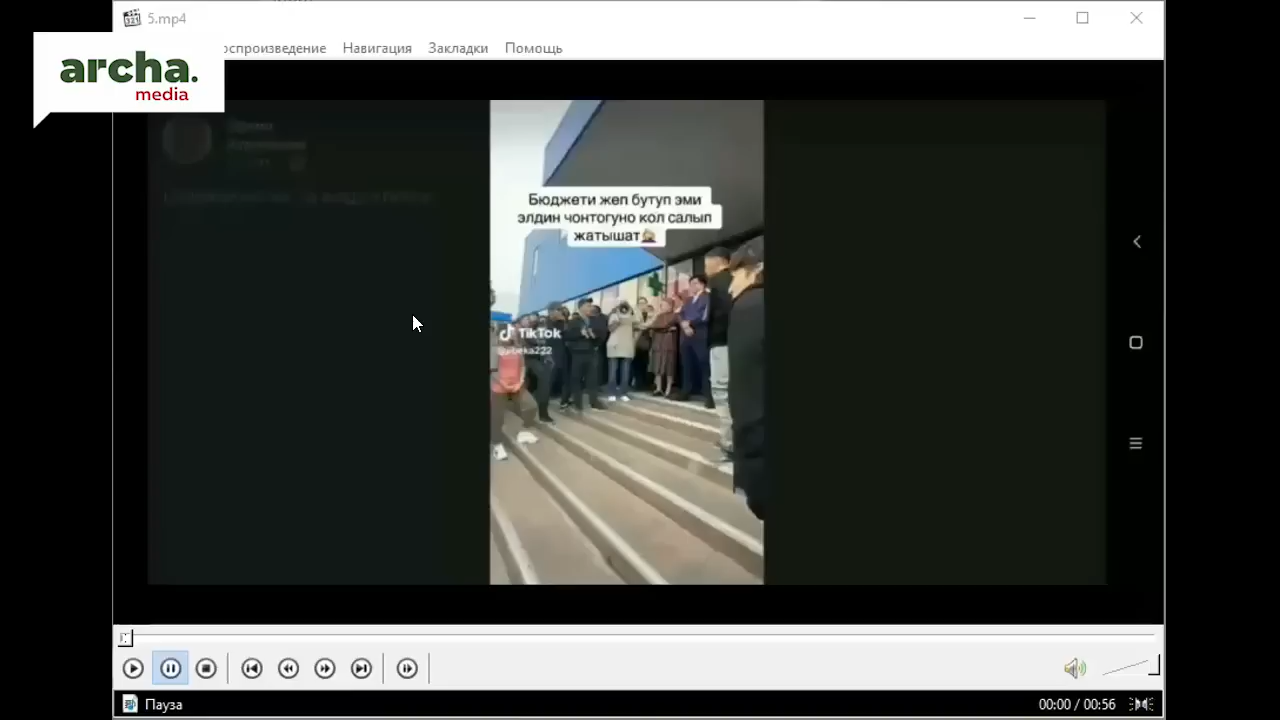 5.mp4
archa.
media
оспроизведение Навигация Закладки Помощь
Бюджети жеп бутуп эми
элдин чонтогуно кол салып
жатышат
TikTok
Пауза
00:00 / 00:56